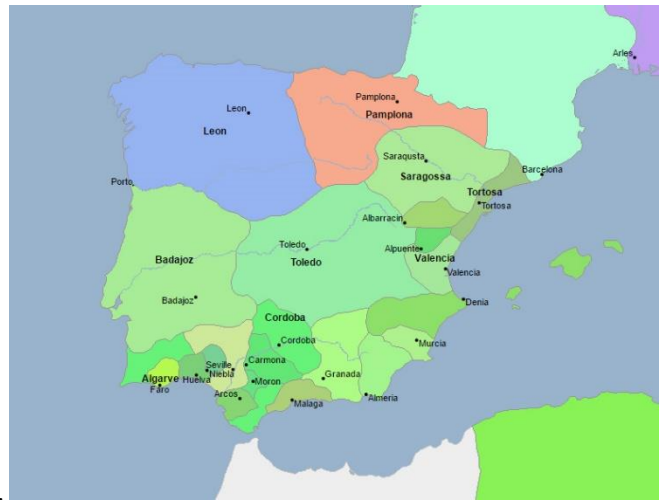 Arles
Leon
Leon
Pamplona
Pamplona
Saraqusta
Saragossa
Barcelona
Porto
Tortosa
Tortosa
Albarracin
Toledo
Toledo
Alpuente
Valencia
Valencia
Badajoz
Badajoz
Denia
Cordoba
Cordoba
Murcia
Carmona
Seville
Niebla
Huelva
Moron
Granada
Algarve
Faro
Arcos
Malaga
Almeria